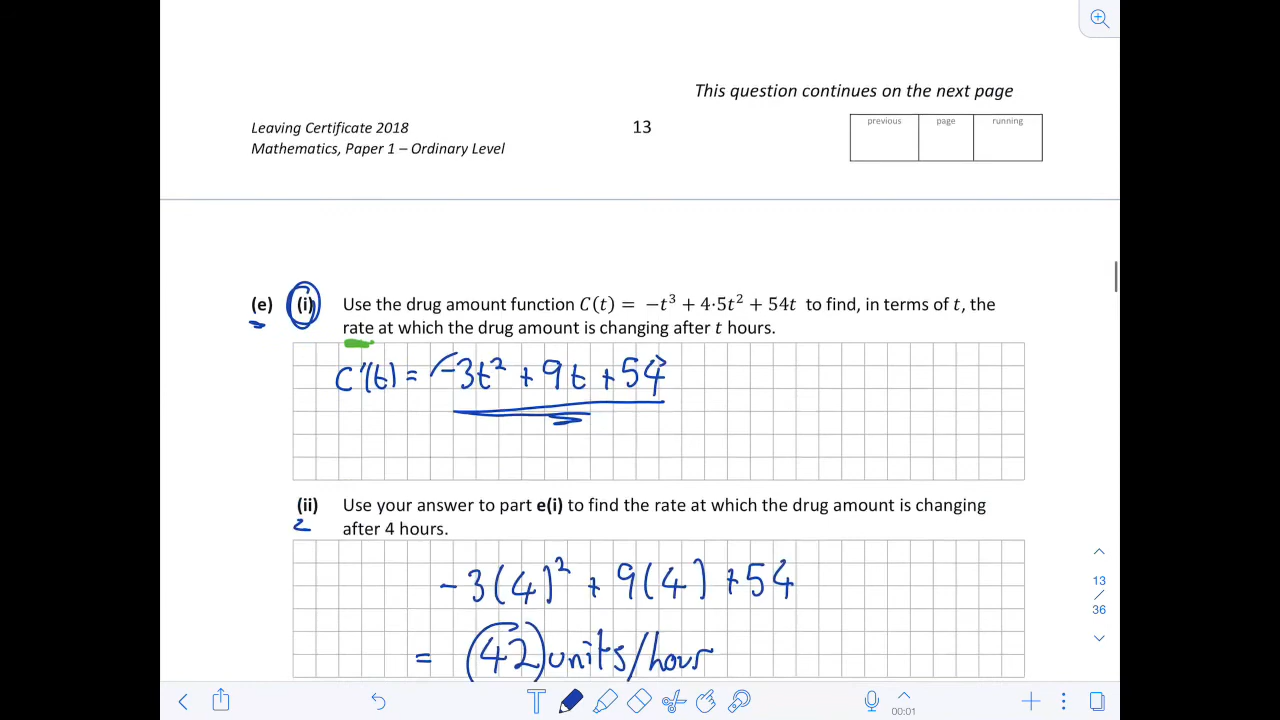 This question continues on the next page
Leaving Certificate 2018
13
previous page running
Mathematics, Paper 1 – Ordinary Level
(e) (i) Use the drug amount function C(t) = −t³ + 4·5t² + 54t to find, in terms of t, the
rate at which the drug amount is changing after t hours.
C'(t) = -3t² + 9t + 54
(ii) Use your answer to part e(i) to find the rate at which the drug amount is changing
after 4 hours.
-3(4)² + 9(4) + 54
= 42 units/hour
13
/
36
T
00:01